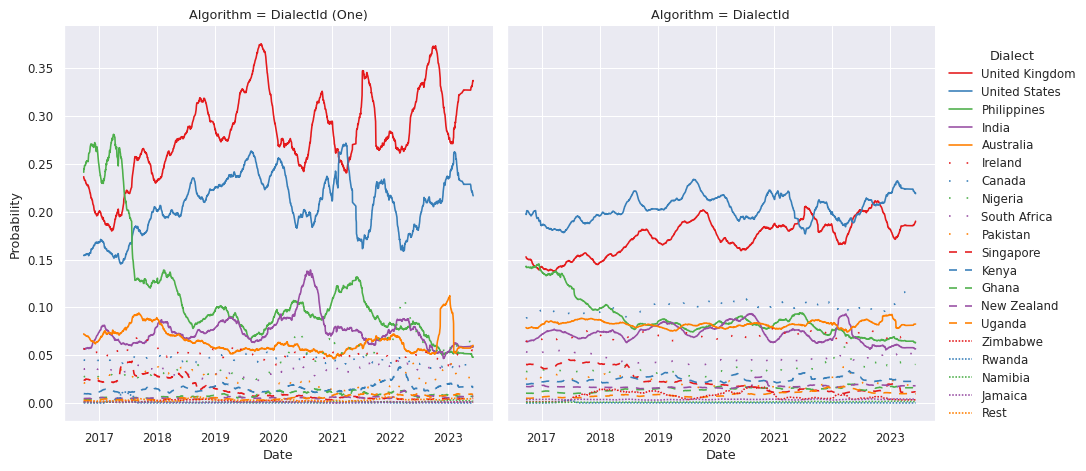 Algorithm = DialectId (One)
Algorithm = DialectId
Probability
0.35
0.30
0.25
0.20
0.15
0.10
0.05
0.00
2017 2018 2019 2020 2021 2022 2023
Date
2017 2018 2019 2020 2021 2022 2023
Date
Dialect
United Kingdom
United States
Philippines
India
Australia
Ireland
Canada
Nigeria
South Africa
Pakistan
Singapore
Kenya
Ghana
New Zealand
Uganda
Zimbabwe
Rwanda
Namibia
Jamaica
Rest